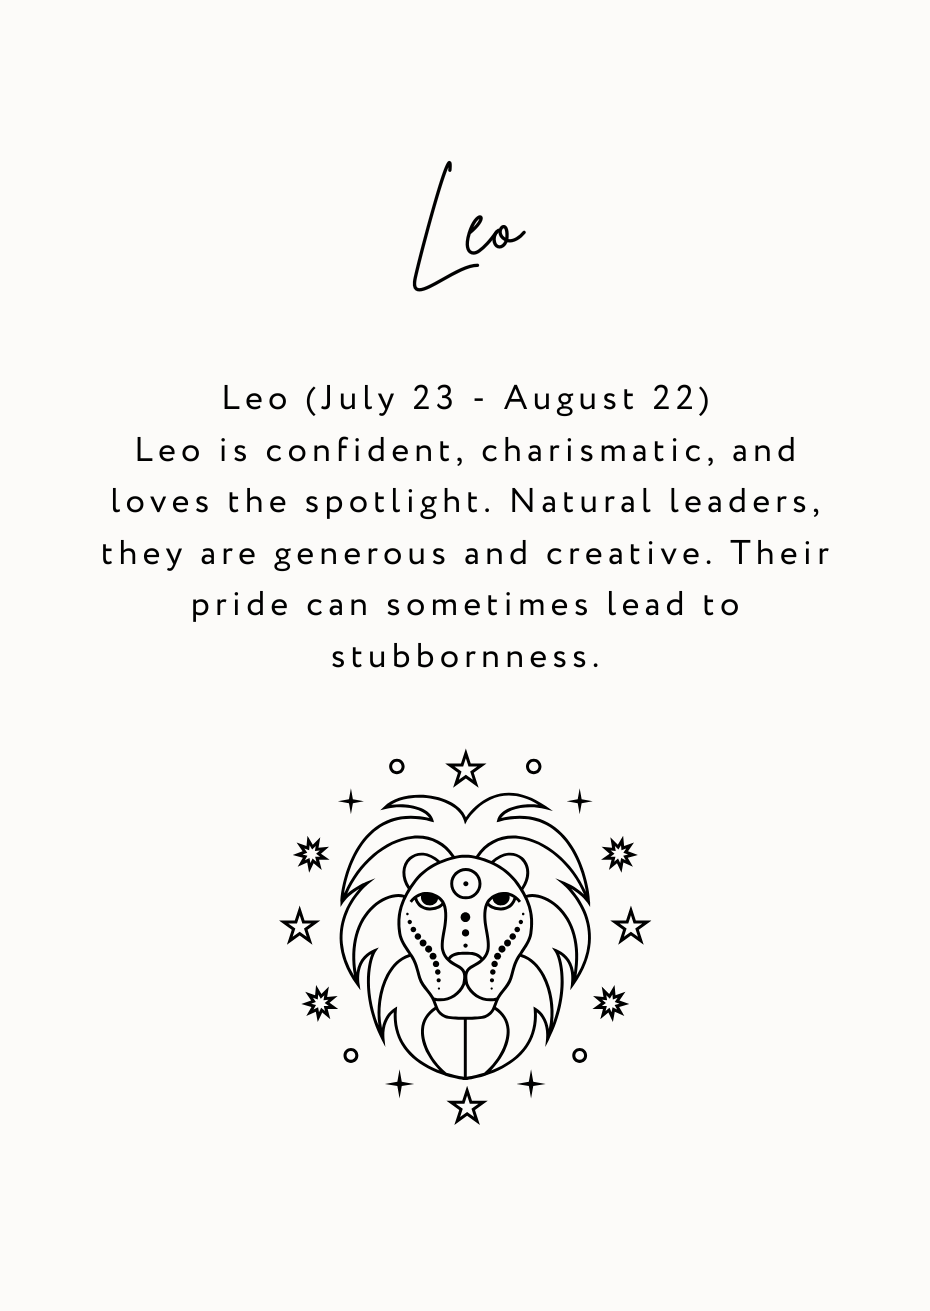 Leo
Leo (July 23 - August 22)
Leo is confident, charismatic, and
loves the spotlight. Natural leaders,
they are generous and creative. Their
pride can sometimes lead to
stubbornness.